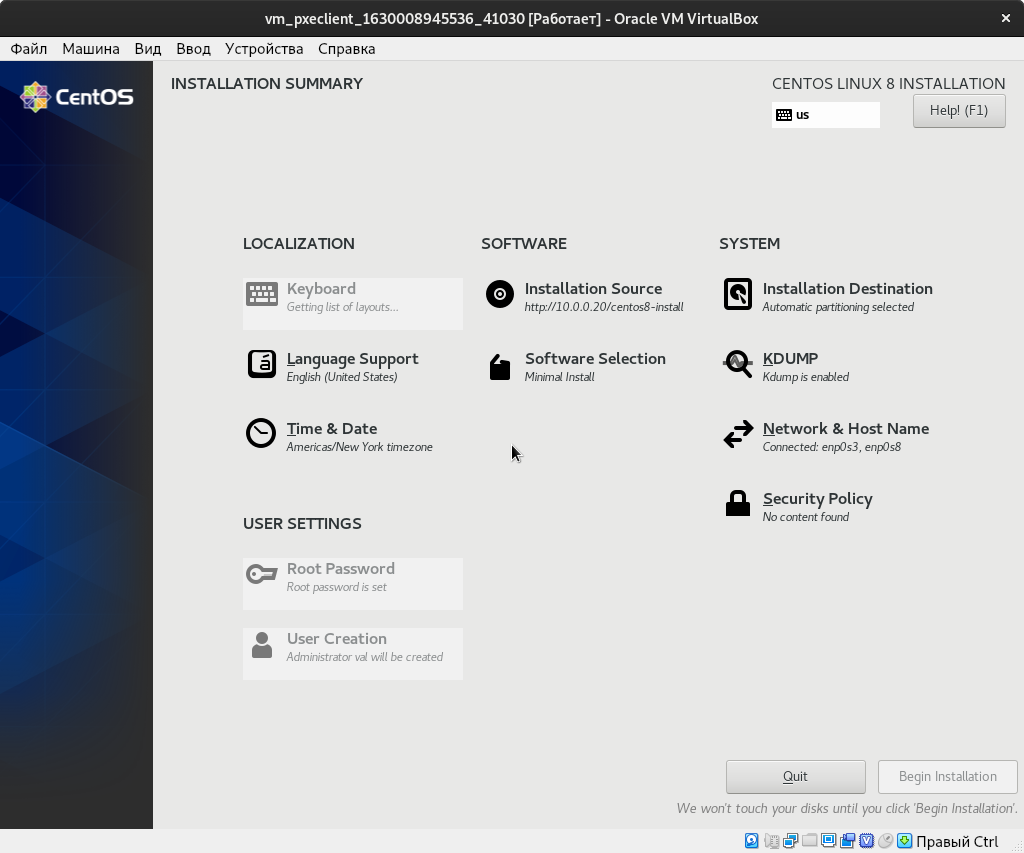 vm_pxeclient_1630008945536_41030 [Работает] - Oracle VM VirtualBox
Файл Машина Вид Ввод Устройства Справка
CentOS
INSTALLATION SUMMARY
CENTOS LINUX 8 INSTALLATION
us
Help! (F1)
LOCALIZATION
Keyboard
Getting list of layouts...
Language Support
English (United States)
Time & Date
Americas/New York timezone
USER SETTINGS
Root Password
Root password is set
User Creation
Administrator val will be created
SOFTWARE
Installation Source
http://10.0.0.20/centos8-install
Software Selection
Minimal Install
SYSTEM
Installation Destination
Automatic partitioning selected
KDUMP
Kdump is enabled
Network & Host Name
Connected: enp0s3, enp0s8
Security Policy
No content found
Quit
Begin Installation
We won't touch your disks until you click 'Begin Installation'.
Правый Ctrl